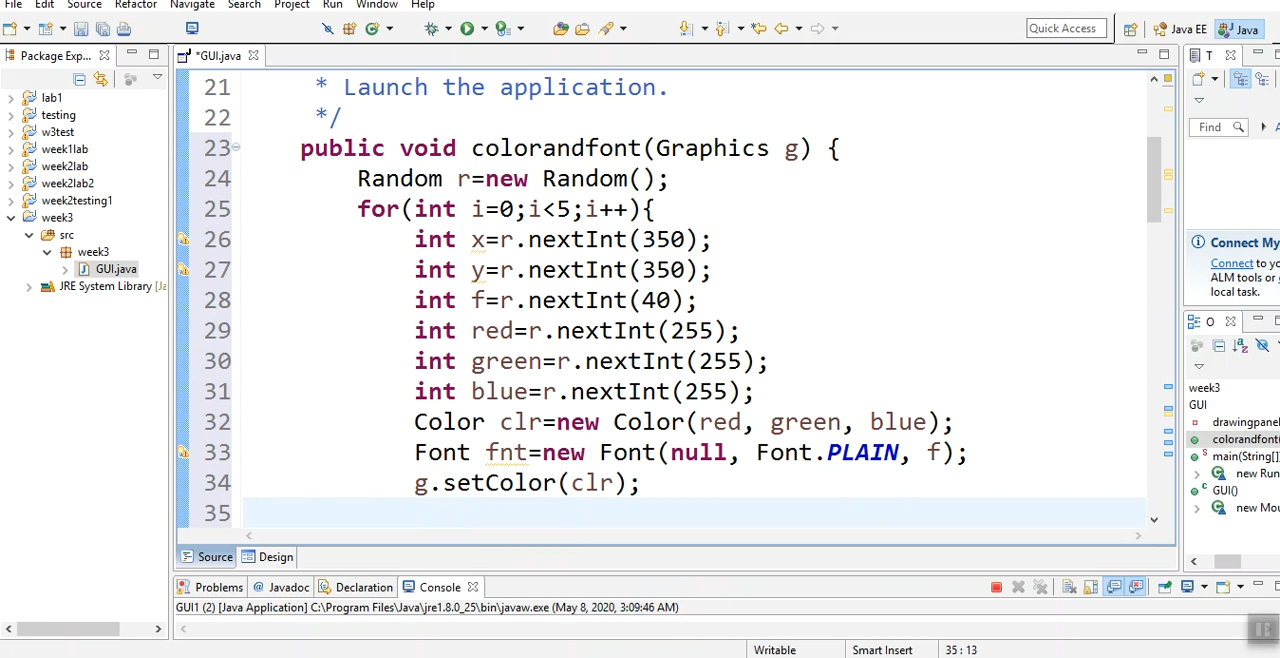 File Edit Source Refactor Navigate Search Project Run Window Help
Quick Access Java EE Java
Package Exp... *GUI.java T
lab1
testing
w3test
week1lab
week2lab
week2lab2
week2testing1
week3
src
week3
GUI.java
JRE System Library [Ja
21 * Launch the application.
22 */
23 public void colorandfont(Graphics g) {
24 Random r=new Random();
25 for(int i=0;i<5;i++){
26 int x=r.nextInt(350);
27 int y=r.nextInt(350);
28 int f=r.nextInt(40);
29 int red=r.nextInt(255);
30 int green=r.nextInt(255);
31 int blue=r.nextInt(255);
32 Color clr=new Color(red, green, blue);
33 Font fnt=new Font(null, Font.PLAIN, f);
34 g.setColor(clr);
35
Find A
Connect My
Connect to yo
ALM tools or
local task.
O
week3
GUI
drawingpane
colorandfont(
main(String[]
new Run
GUI()
new Mou
Source Design
Problems Javadoc Declaration Console
GUI1 (2) [Java Application] C:\Program Files\Java\jre1.8.0_25\bin\javaw.exe (May 8, 2020, 3:09:46 AM)
Writable Smart Insert 35 : 13